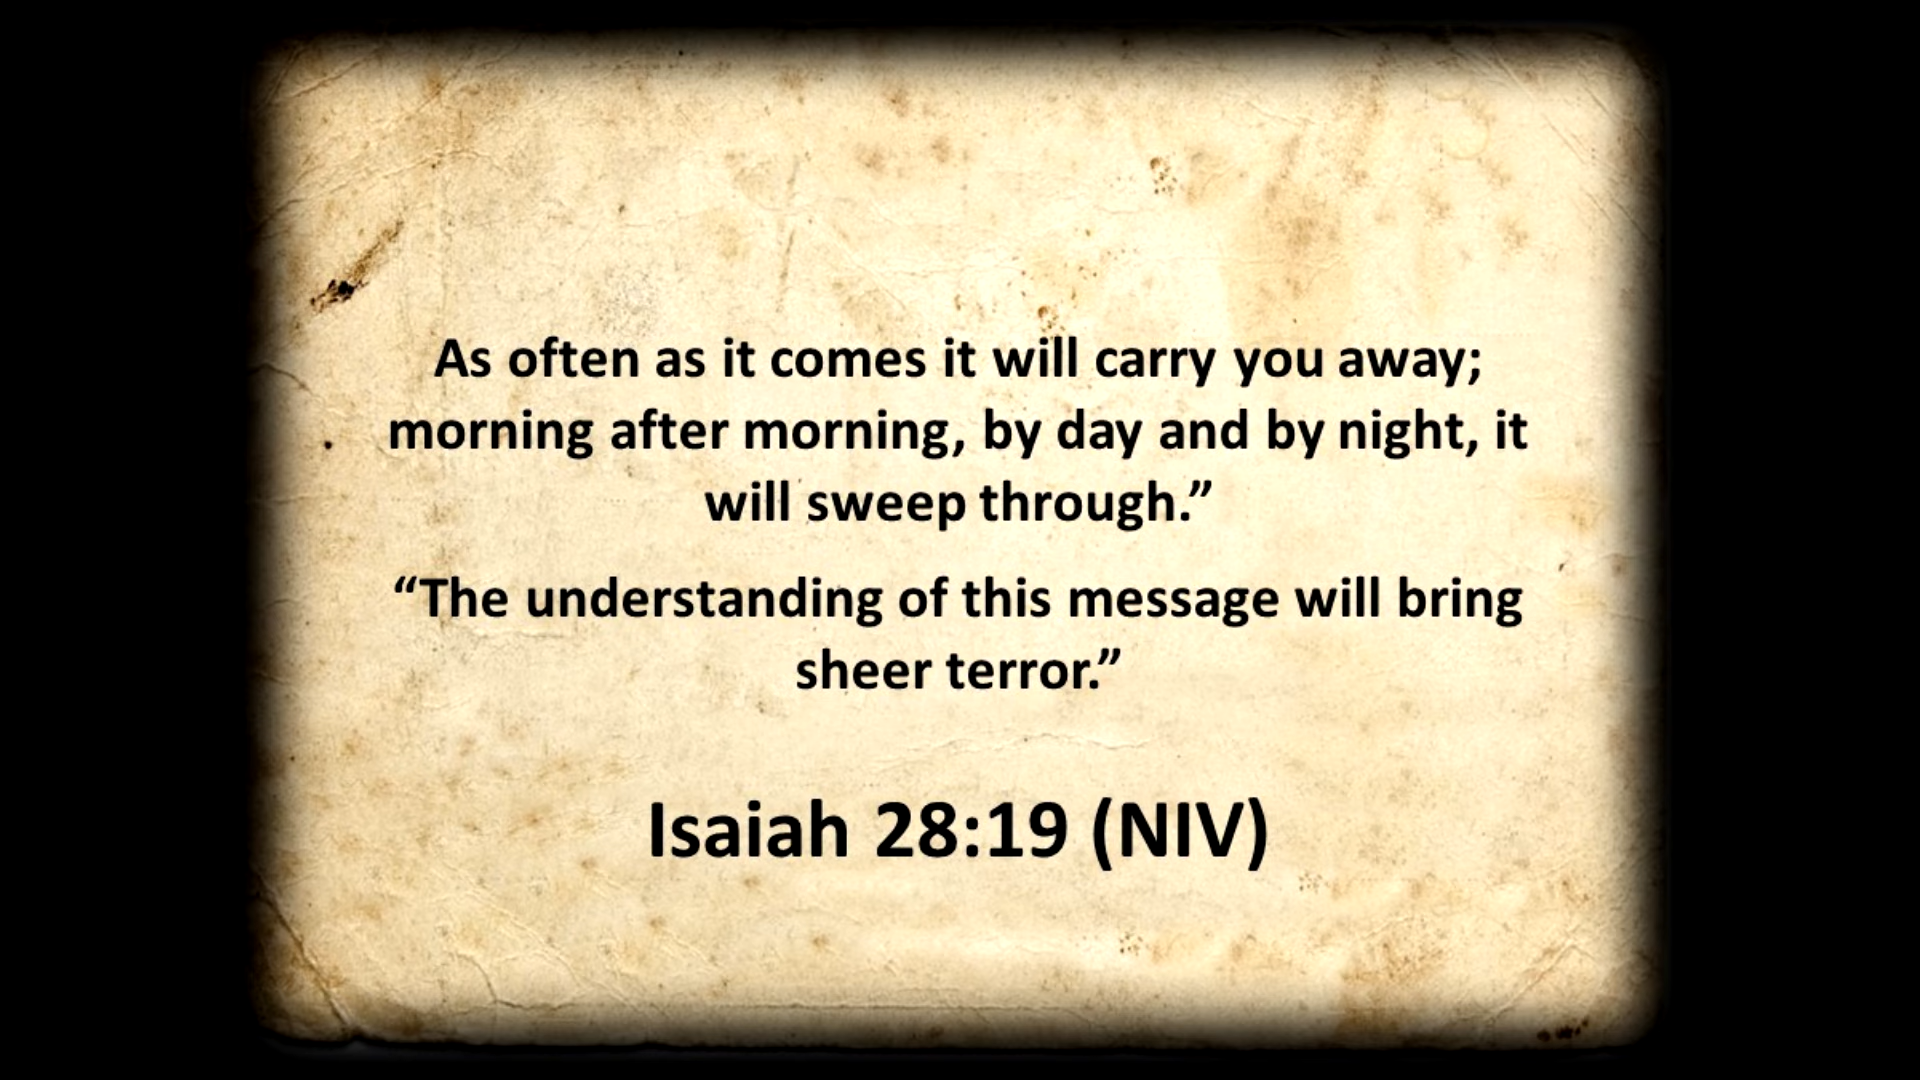 As often as it comes it will carry you away;
morning after morning, by day and by night, it
will sweep through.”
“The understanding of this message will bring
sheer terror.”
Isaiah 28:19 (NIV)